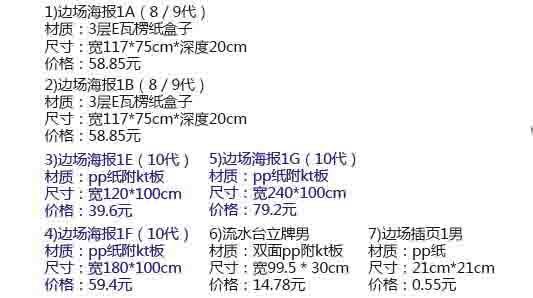 1)边场海报1A（8／9代）
材质：3层E瓦楞纸盒子
尺寸：宽117*75cm*深度20cm
价格：58.85元
2)边场海报1B（8／9代）
材质：3层E瓦楞纸盒子
尺寸：宽117*75cm*深度20cm
价格：58.85元
3)边场海报1E（10代）
材质：pp纸附kt板
尺寸：宽120*100cm
价格：39.6元
5)边场海报1G（10代）
材质：pp纸附kt板
尺寸：宽240*100cm
价格：79.2元
4)边场海报1F（10代）
材质：pp纸附kt板
尺寸：宽180*100cm
价格：59.4元
6)流水台立牌男
材质：双面pp附kt板
尺寸：宽99.5 * 30cm
价格：14.78元
7)边场插页1男
材质：pp纸
尺寸：21cm*21cm
价格：0.55元